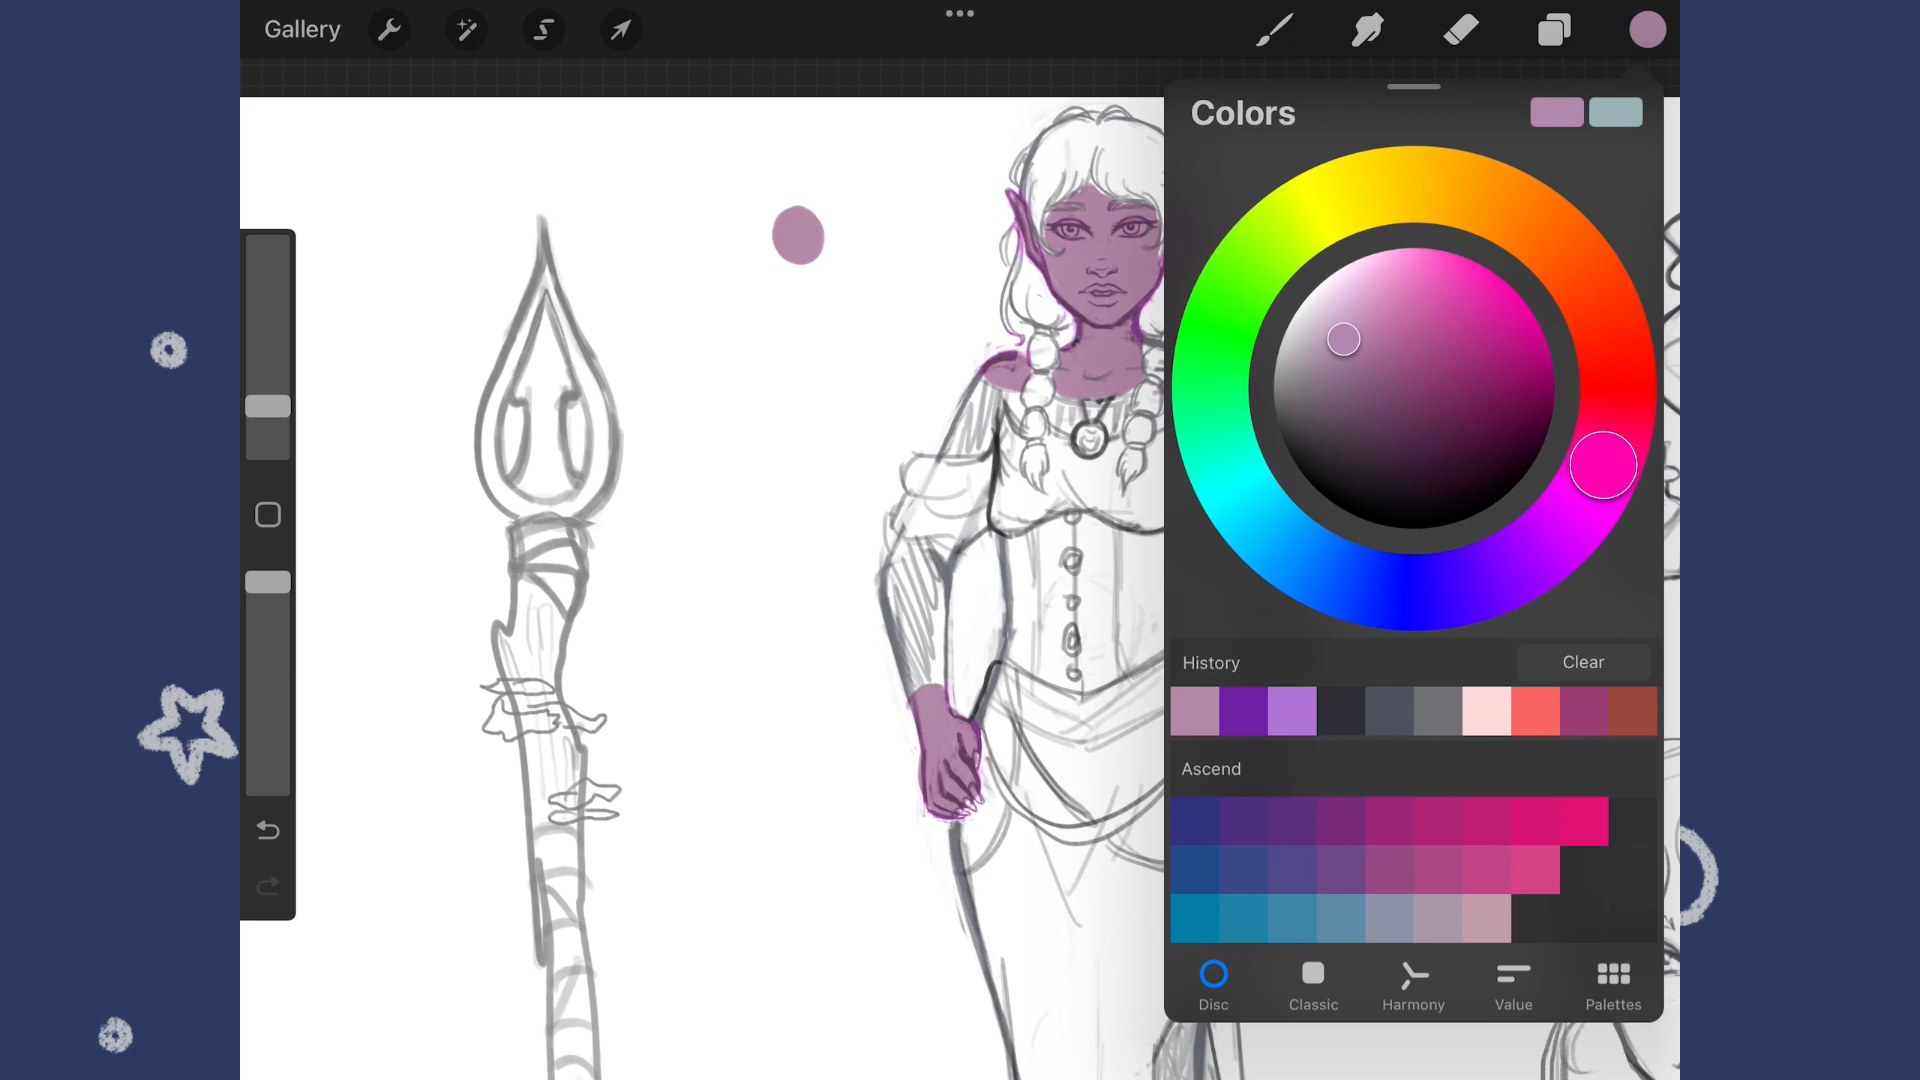 Gallery
Colors
History
Clear
Ascend
Disc
Classic
Harmony
Value
Palettes